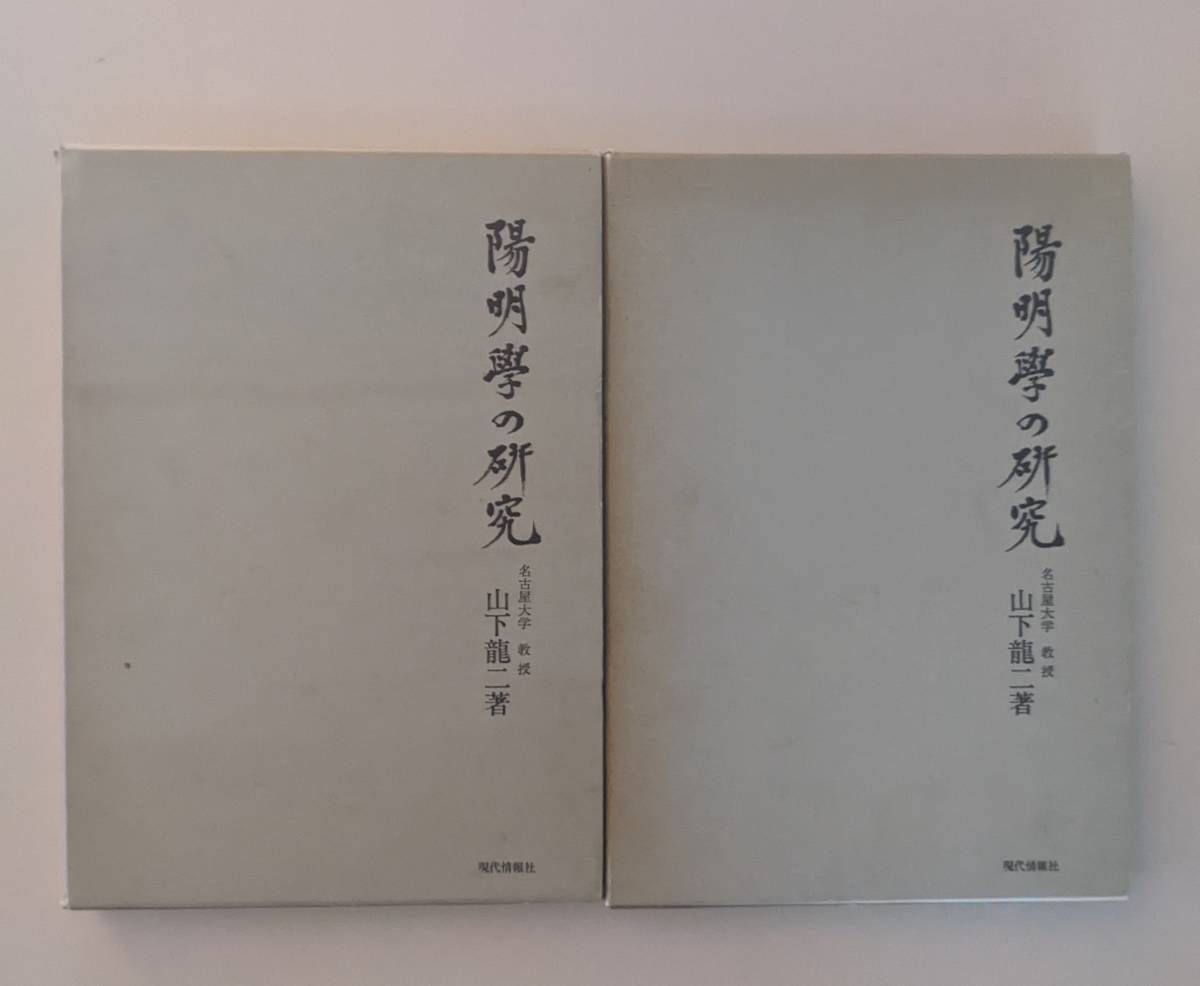 陽明學の研究
名古屋大学 教授
山下龍二著
現代情報社
陽明學の研究
名古屋大学 教授
山下龍二著
現代情報社